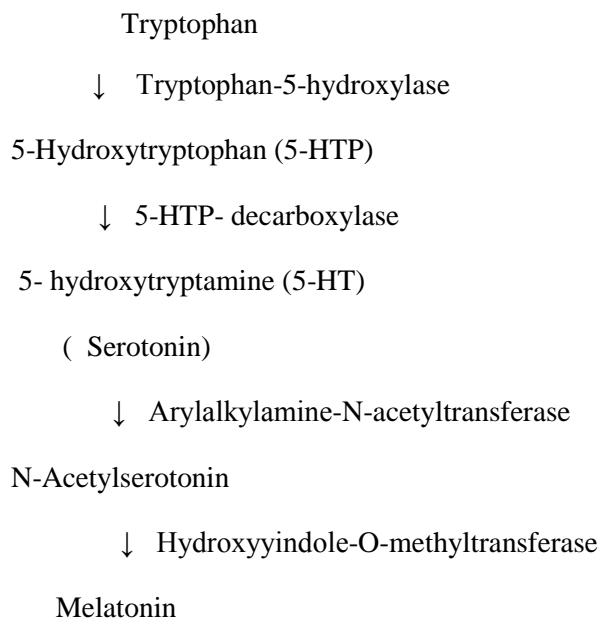 Tryptophan
↓ Tryptophan-5-hydroxylase
5-Hydroxytryptophan (5-HTP)
↓ 5-HTP- decarboxylase
5- hydroxytryptamine (5-HT)
( Serotonin)
↓ Arylalkylamine-N-acetyltransferase
N-Acetylserotonin
↓ Hydroxyyindole-O-methyltransferase
Melatonin